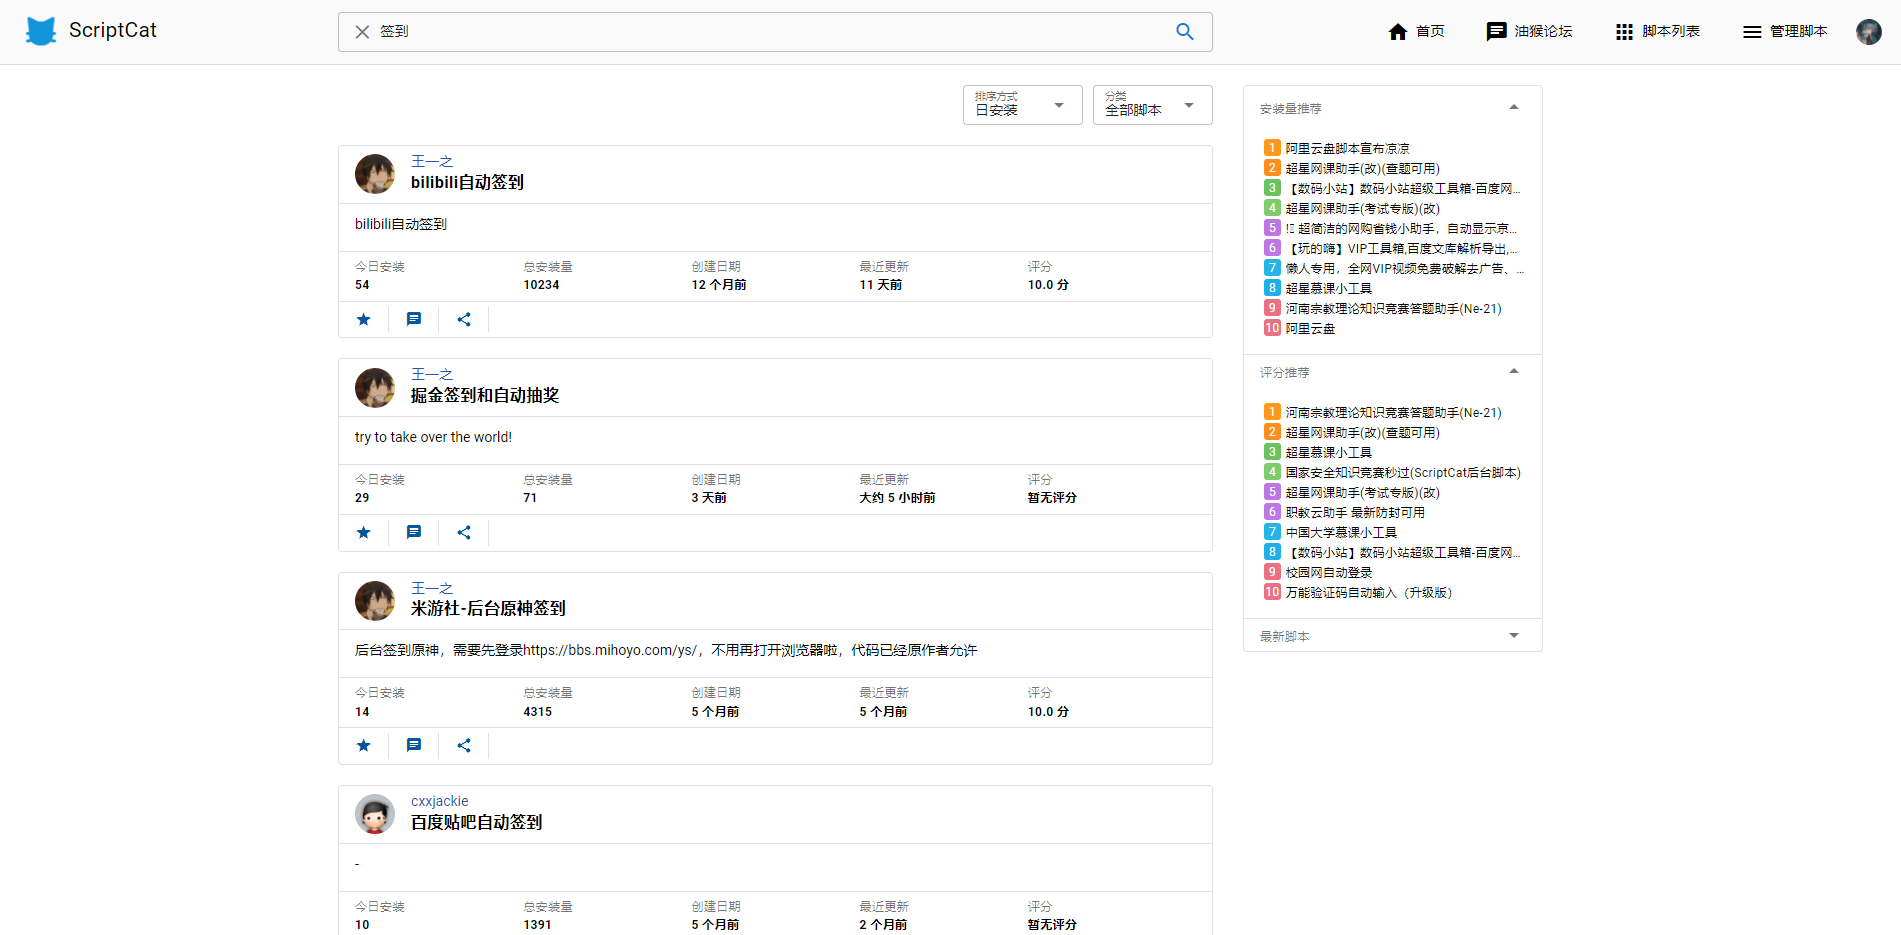 ScriptCat
签到
首页
油猴论坛
脚本列表
管理脚本
排序方式
日安装
分类
全部脚本
王一之
bilibili自动签到
bilibili自动签到
今日安装 总安装量 创建日期 最近更新 评分
54 10234 12 个月前 11 天前 10.0 分
王一之
掘金签到和自动抽奖
try to take over the world!
今日安装 总安装量 创建日期 最近更新 评分
29 71 3 天前 大约 5 小时前 暂无评分
王一之
米游社-后台原神签到
后台签到原神，需要先登录https://bbs.mihoyo.com/ys/，不用再打开浏览器啦，代码已经原作者允许
今日安装 总安装量 创建日期 最近更新 评分
14 4315 5 个月前 5 个月前 10.0 分
cxxjackie
百度贴吧自动签到
-
今日安装 总安装量 创建日期 最近更新 评分
10 1391 5 个月前 2 个月前 暂无评分
安装量推荐
1 阿里云盘脚本宣布凉凉
2 超星网课助手(改)(查题可用)
3 【数码小站】数码小站超级工具箱-百度网...
4 超星网课助手(考试专版)(改)
5 超简洁的网购省钱小助手，自动显示京...
6 【玩的嗨】VIP工具箱,百度文库解析导出,...
7 懒人专用，全网VIP视频免费破解去广告、...
8 超星慕课小工具
9 河南宗教理论知识竞赛答题助手(Ne-21)
10 阿里云盘
评分推荐
1 河南宗教理论知识竞赛答题助手(Ne-21)
2 超星网课助手(改)(查题可用)
3 超星慕课小工具
4 国家安全知识竞赛秒过(ScriptCat后台脚本)
5 超星网课助手(考试专版)(改)
6 职教云助手 最新防封可用
7 中国大学慕课小工具
8 【数码小站】数码小站超级工具箱-百度网...
9 校园网自动登录
10 万能验证码自动输入（升级版）
最新脚本